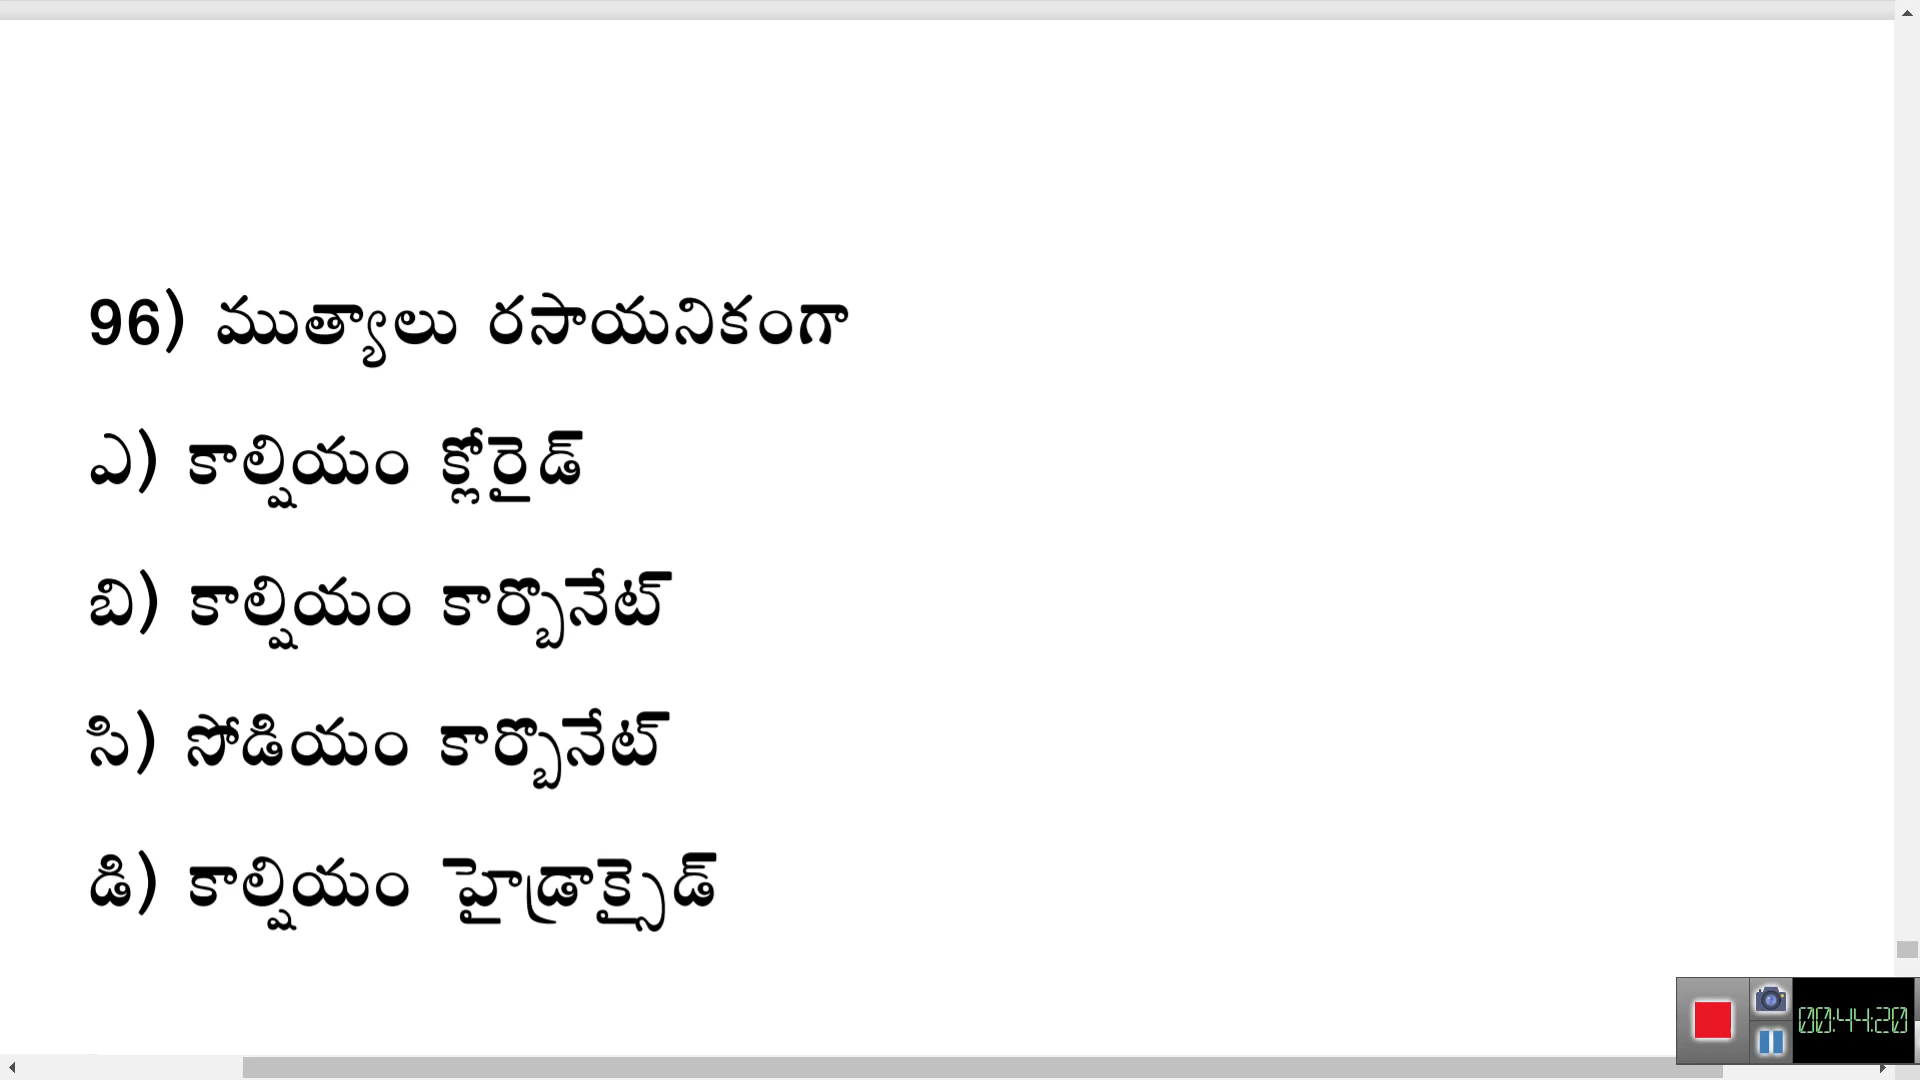 96) ముత్యాలు రసాయనికంగా
ఎ) కాల్షియం క్లోరైడ్
బి) కాల్షియం కార్బొనేట్
సి) సోడియం కార్బొనేట్
డి) కాల్షియం హైడ్రాక్సైడ్
00:44:20